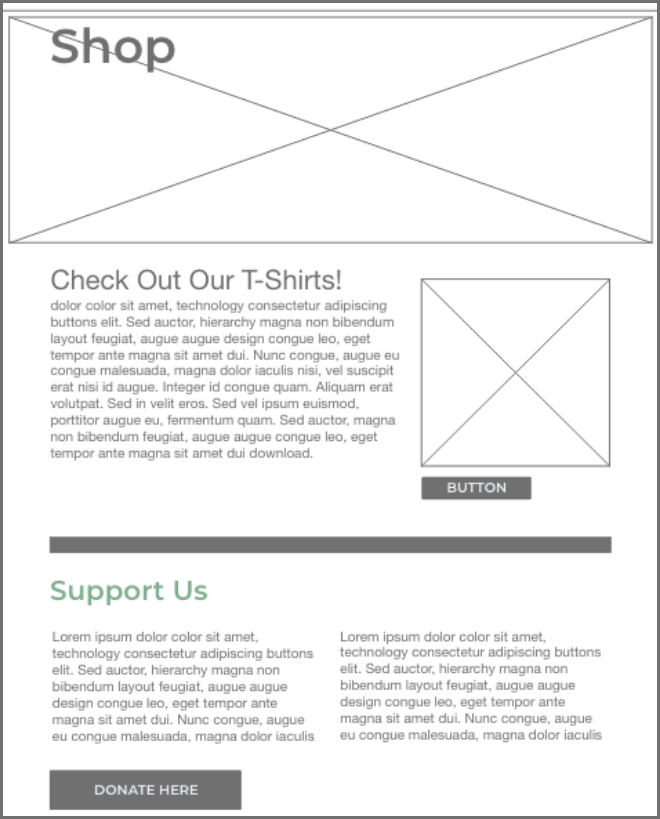 Shop
Check Out Our T-Shirts!
dolor color sit amet, technology consectetur adipiscing
buttons elit. Sed auctor, hierarchy magna non bibendum
layout feugiat, augue augue design congue leo, eget
tempor ante magna sit amet dui. Nunc congue, augue eu
congue malesuada, magna dolor iaculis nisi, vel suscipit
erat nisi id augue. Integer id congue quam. Aliquam erat
volutpat. Sed in velit eros. Sed vel ipsum euismod,
porttitor augue eu, fermentum quam. Sed auctor, magna
non bibendum feugiat, augue augue congue leo, eget
tempor ante magna sit amet dui download.
BUTTON
Support Us
Lorem ipsum dolor color sit amet,
technology consectetur adipiscing buttons
elit. Sed auctor, hierarchy magna non
bibendum layout feugiat, augue augue
design congue leo, eget tempor ante
magna sit amet dui. Nunc congue, augue
eu congue malesuada, magna dolor iaculis
Lorem ipsum dolor color sit amet,
technology consectetur adipiscing buttons
elit. Sed auctor, hierarchy magna non
bibendum layout feugiat, augue augue
design congue leo, eget tempor ante
magna sit amet dui. Nunc congue, augue
eu congue malesuada, magna dolor iaculis
DONATE HERE